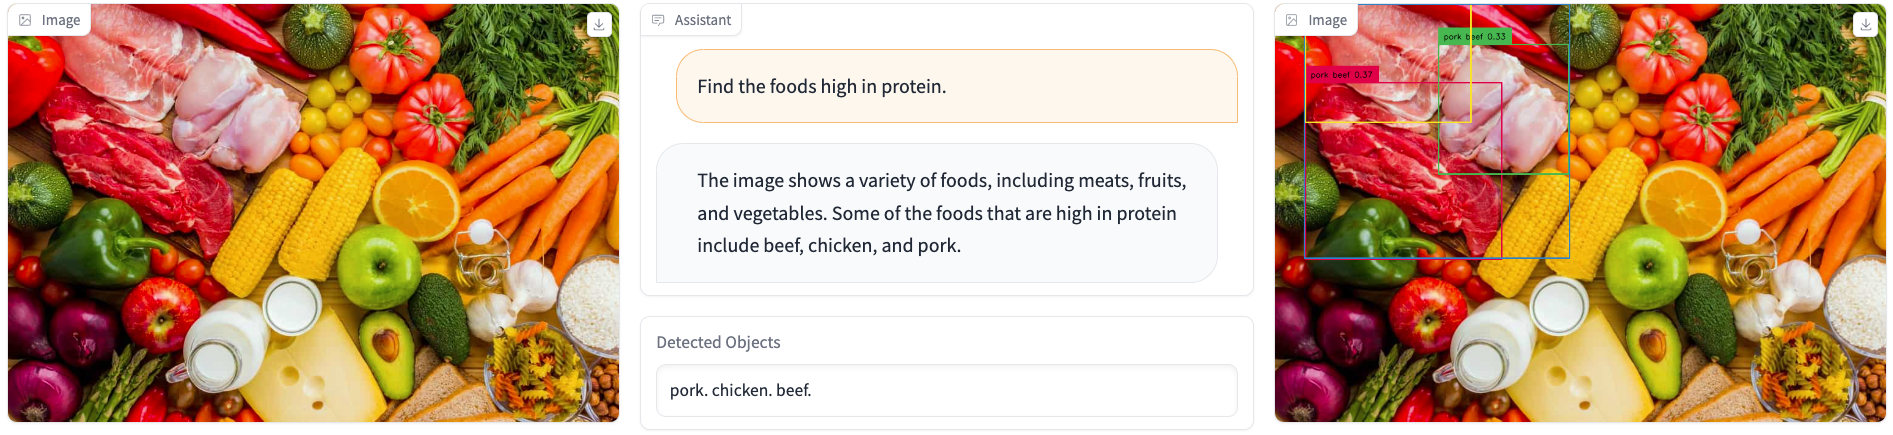 Image
Assistant
Find the foods high in protein.
The image shows a variety of foods, including meats, fruits,
and vegetables. Some of the foods that are high in protein
include beef, chicken, and pork.
Detected Objects
pork. chicken. beef.
Image
pork beef 0.33
pork beef 0.37